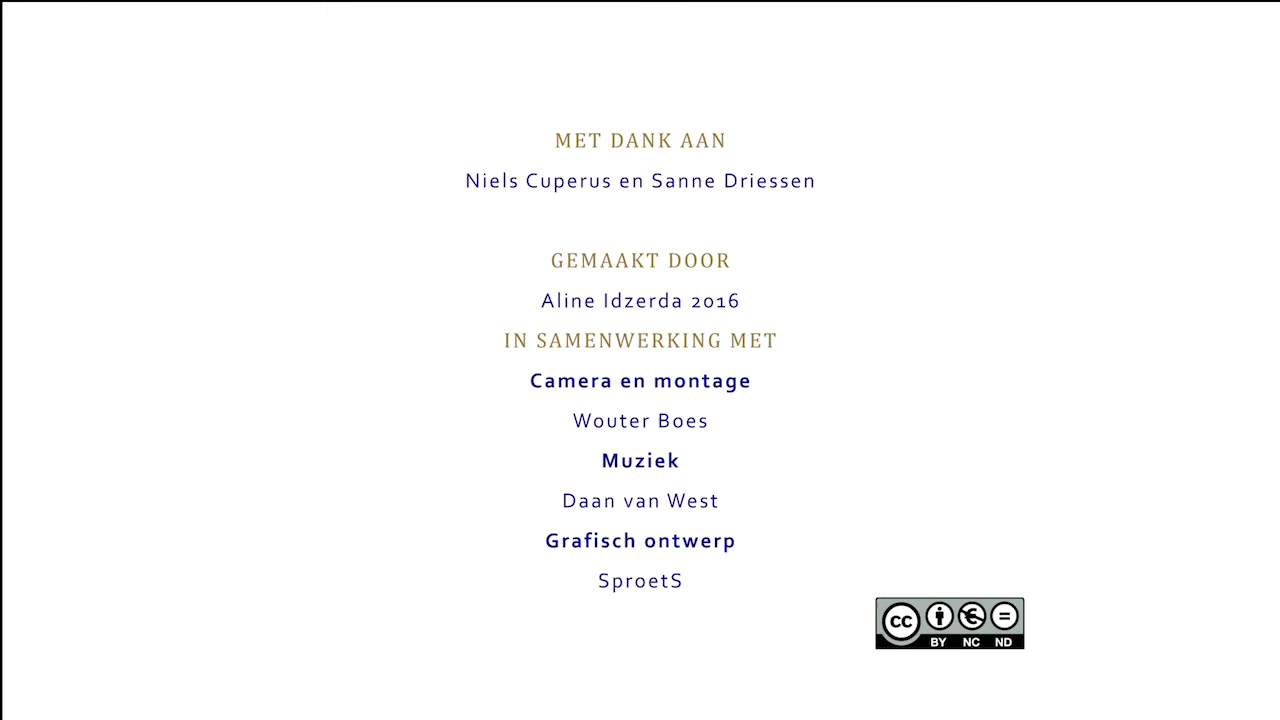 MET DANK AAN
Niels Cuperus en Sanne Driessen
GEMAAKT DOOR
Aline Idzerda 2016
IN SAMENWERKING MET
Camera en montage
Wouter Boes
Muziek
Daan van West
Grafisch ontwerp
SproetS
cc
BY NC ND